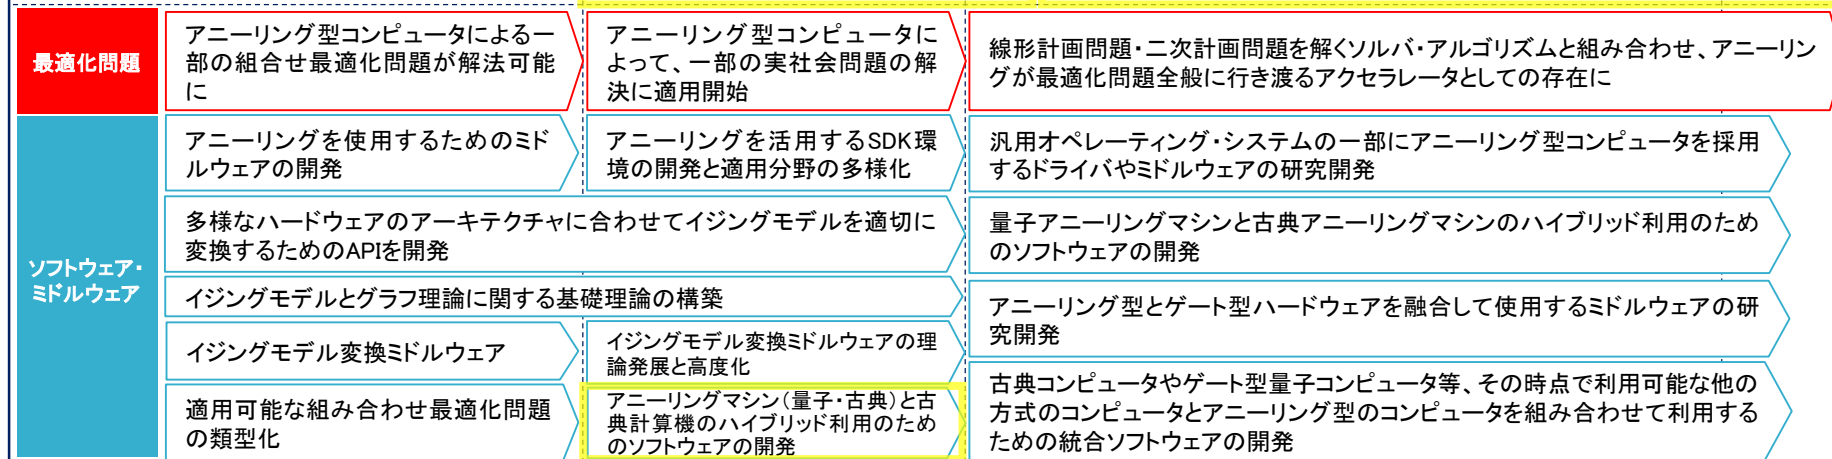 最適化問題
アニーリング型コンピュータによる一
部の組合せ最適化問題が解法可能
に
アニーリング型コンピュータに
よって、一部の実社会問題の解
決に適用開始
線形計画問題・二次計画問題を解くソルバ・アルゴリズムと組み合わせ、アニーリン
グが最適化問題全般に行き渡るアクセラレータとしての存在に
ソフトウェア・
ミドルウェア
アニーリングを使用するためのミド
ルウェアの開発
アニーリングを活用するSDK環
境の開発と適用分野の多様化
汎用オペレーティング・システムの一部にアニーリング型コンピュータを採用
するドライバやミドルウェアの研究開発
多様なハードウェアのアーキテクチャに合わせてイジングモデルを適切に
変換するためのAPIを開発
量子アニーリングマシンと古典アニーリングマシンのハイブリッド利用のため
のソフトウェアの開発
イジングモデルとグラフ理論に関する基礎理論の構築
アニーリング型とゲート型ハードウェアを融合して使用するミドルウェアの研
究開発
イジングモデル変換ミドルウェア
イジングモデル変換ミドルウェアの理
論発展と高度化
適用可能な組み合わせ最適化問題
の類型化
アニーリングマシン(量子・古典)と古
典計算機のハイブリッド利用のため
のソフトウェアの開発
古典コンピュータやゲート型量子コンピュータ等、その時点で利用可能な他の
方式のコンピュータとアニーリング型のコンピュータを組み合わせて利用する
ための統合ソフトウェアの開発